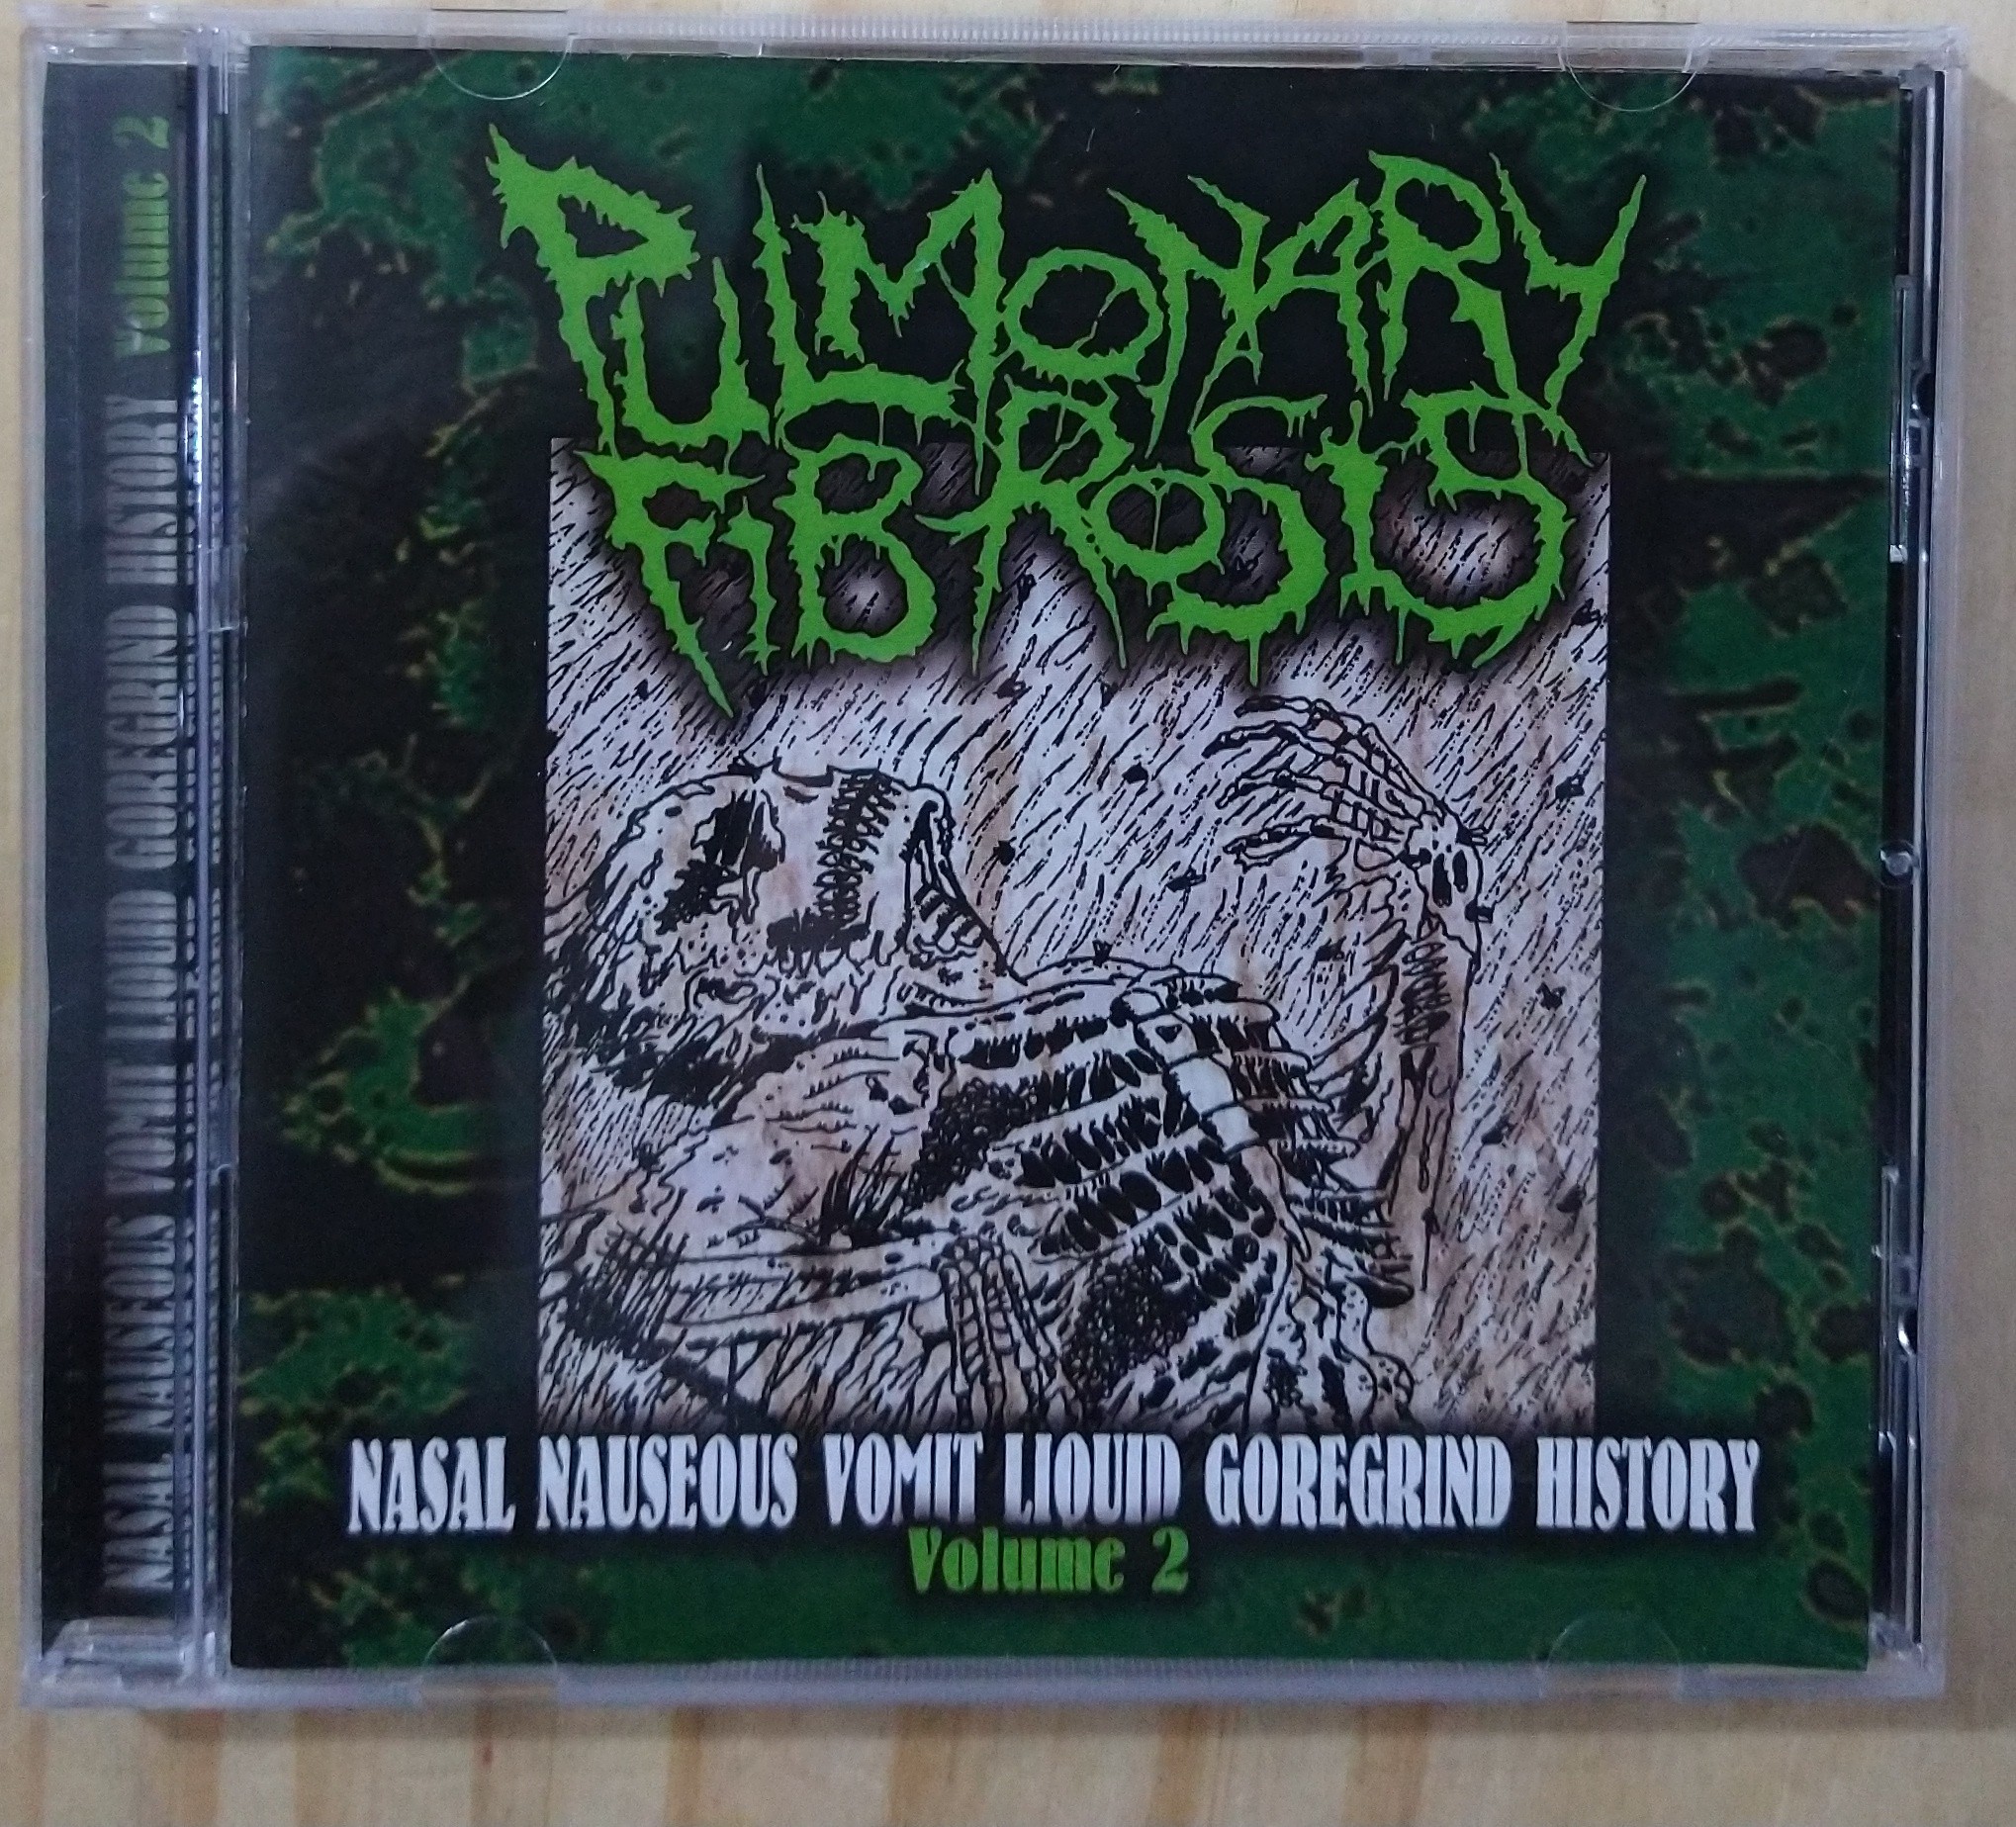 PULMONARY
FIBROSIS
NASAL NAUSEOUS VOMIT LIQUID GOREGRIND HISTORY
Volume 2
NASAL NAUSEOUS VOMIT LIQUID GOREGRIND HISTORY Volume 2